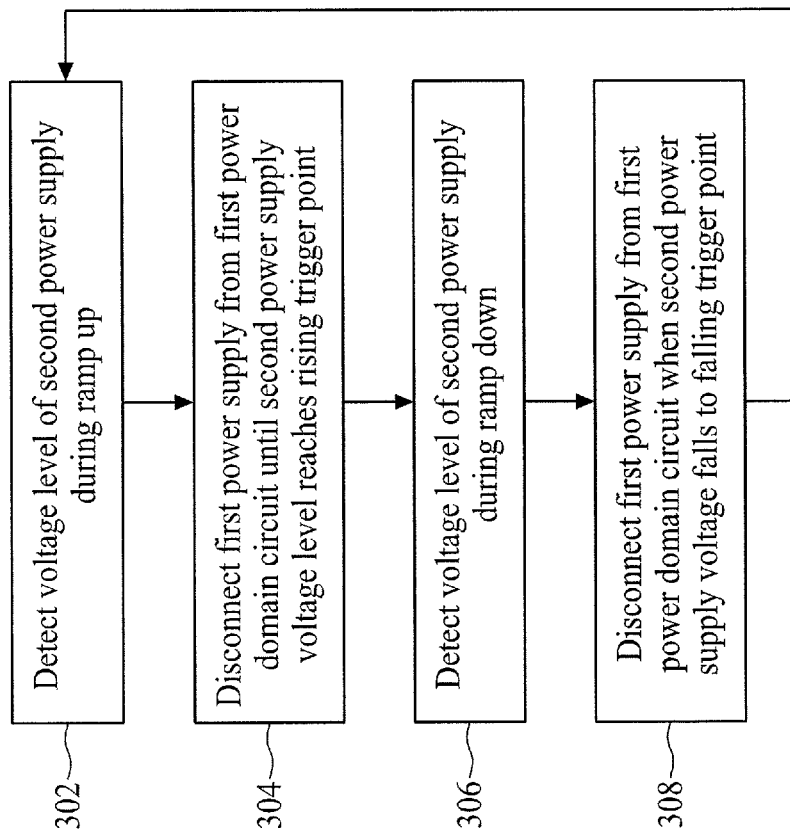 302
Detect voltage level of second power supply
during ramp up
304
Disconnect first power supply from first power
domain circuit until second power supply
voltage level reaches rising trigger point
306
Detect voltage level of second power supply
during ramp down
308
Disconnect first power supply from first
power domain circuit when second power
supply voltage falls to falling trigger point